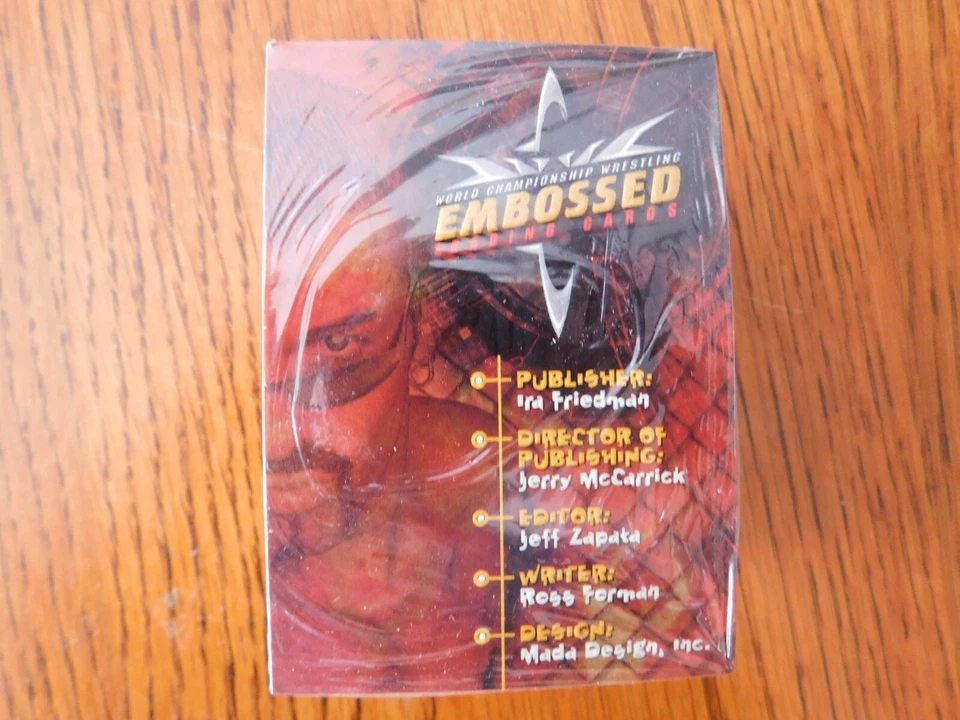 WORLD CHAMPIONSHIP WRESTLING
EMBOSSED
TRADING CARDS
PUBLISHER:
Ira Friedman
DIRECTOR OF
PUBLISHING:
Jerry McCarrick
EDITOR:
Jeff Zapata
WRITER:
Ross Forman
DESIGN:
Mada Design, Inc.